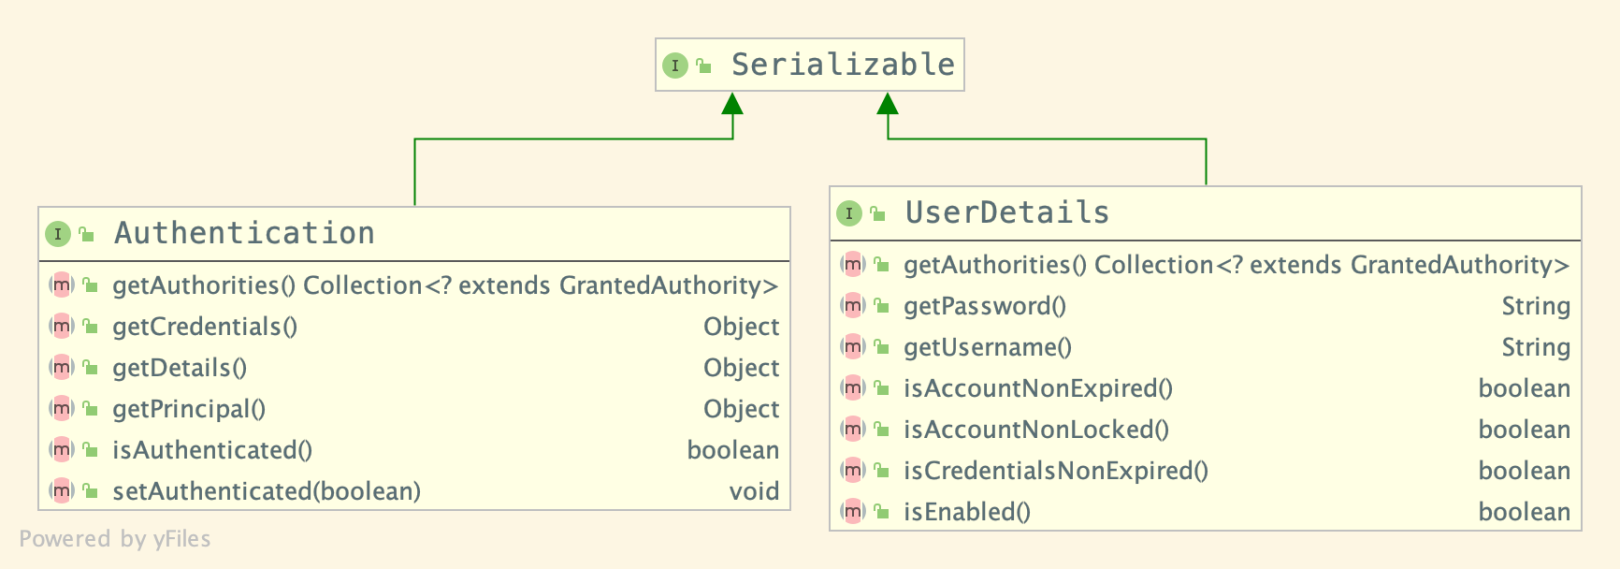 I Serializable
I Authentication
m getAuthorities() Collection<? extends GrantedAuthority>
m getCredentials() Object
m getDetails() Object
m getPrincipal() Object
m isAuthenticated() boolean
m setAuthenticated(boolean) void
I UserDetails
m getAuthorities() Collection<? extends GrantedAuthority>
m getPassword() String
m getUsername() String
m isAccountNonExpired() boolean
m isAccountNonLocked() boolean
m isCredentialsNonExpired() boolean
m isEnabled() boolean
Powered by yFiles